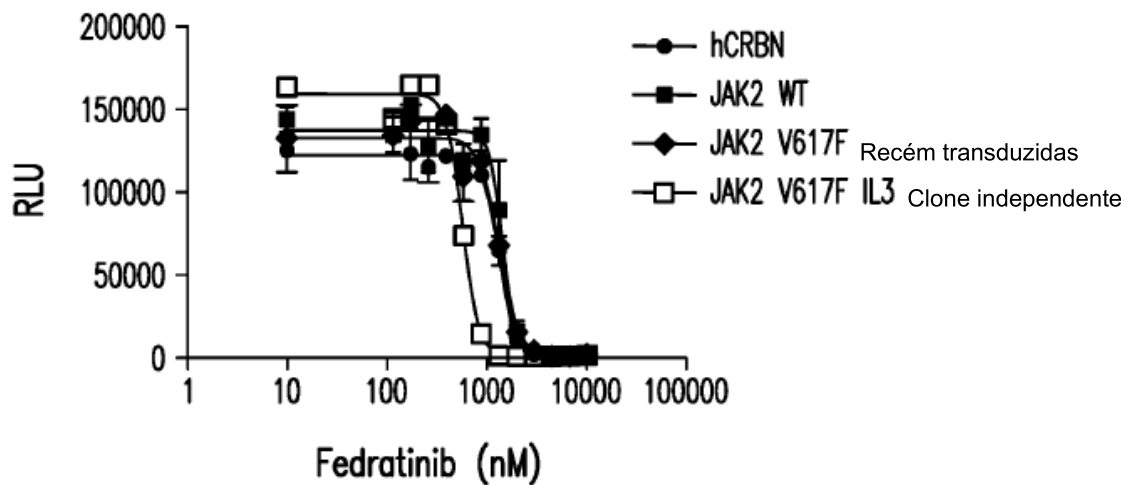 200000
150000
100000
50000
0
RLU
1 10 100 1000 10000 100000
Fedratinib (nM)
hCRBN
JAK2 WT
JAK2 V617F Recém transduzidas
JAK2 V617F IL3 Clone independente